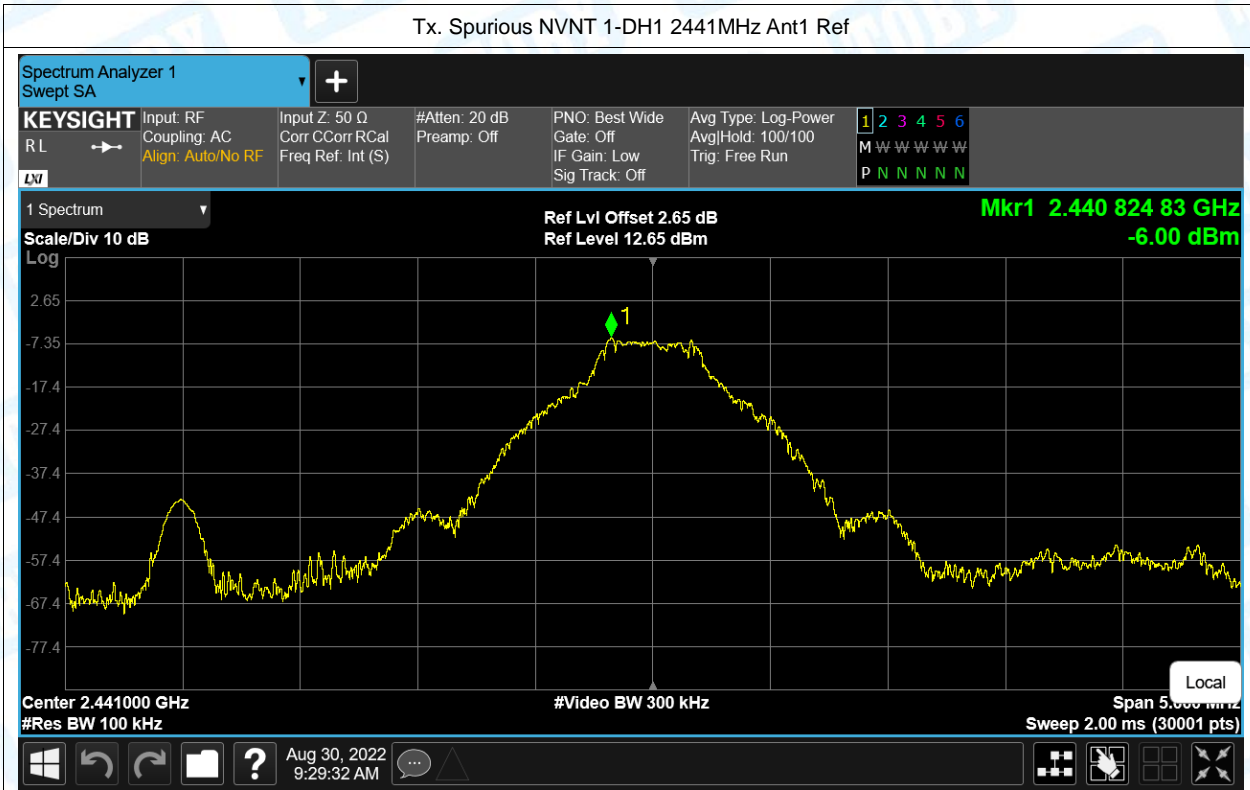 Tx. Spurious NVNT 1-DH1 2441MHz Ant1 Ref
Spectrum Analyzer 1
Swept SA
+
KEYSIGHT Input: RF Input Z: 50 Ω #Atten: 20 dB PNO: Best Wide Avg Type: Log-Power 1 2 3 4 5 6
RL Coupling: AC Corr CCorr RCal Preamp: Off Gate: Off Avg|Hold: 100/100 M W W W W W W
Align: Auto/No RF Freq Ref: Int (S) IF Gain: Low Trig: Free Run
LXI Sig Track: Off P N N N N N
1 Spectrum Ref Lvl Offset 2.65 dB Mkr1 2.440 824 83 GHz
Scale/Div 10 dB Ref Level 12.65 dBm -6.00 dBm
Log
2.65
1
-7.35
-17.4
-27.4
-37.4
-47.4
-57.4
-67.4
-77.4
Local
Center 2.441000 GHz #Video BW 300 kHz Span 5.000 MHz
#Res BW 100 kHz Sweep 2.00 ms (30001 pts)
? Aug 30, 2022
9:29:32 AM